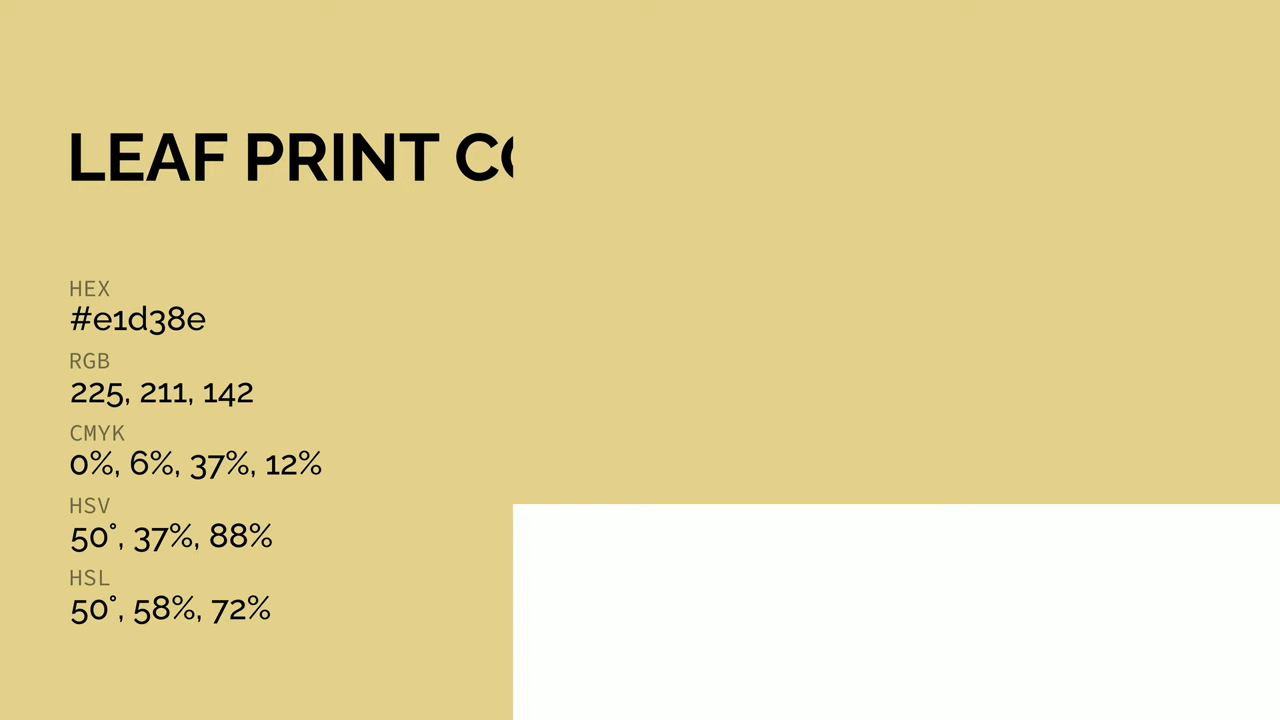 LEAF PRINT
HEX
#e1d38e
RGB
225, 211, 142
CMYK
0%, 6%, 37%, 12%
HSV
50°, 37%, 88%
HSL
50°, 58%, 72%